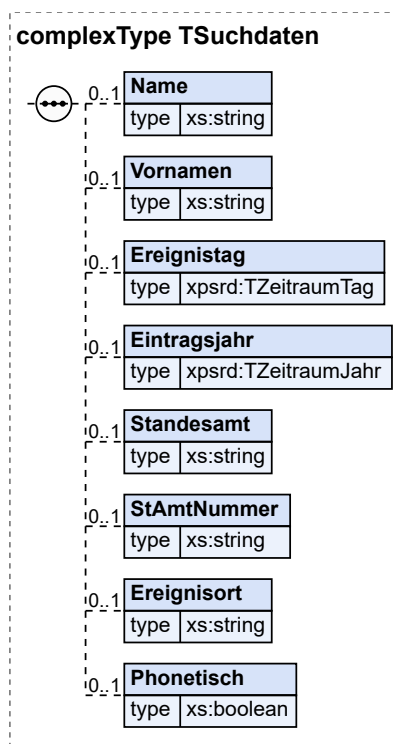 complexType TSuchdaten
0..1 Name
type xs:string
0..1 Vornamen
type xs:string
0..1 Ereignistag
type xpsrd:TZeitraumTag
0..1 Eintragsjahr
type xpsrd:TZeitraumJahr
0..1 Standesamt
type xs:string
0..1 StAmtNummer
type xs:string
0..1 Ereignisort
type xs:string
0..1 Phonetisch
type xs:boolean